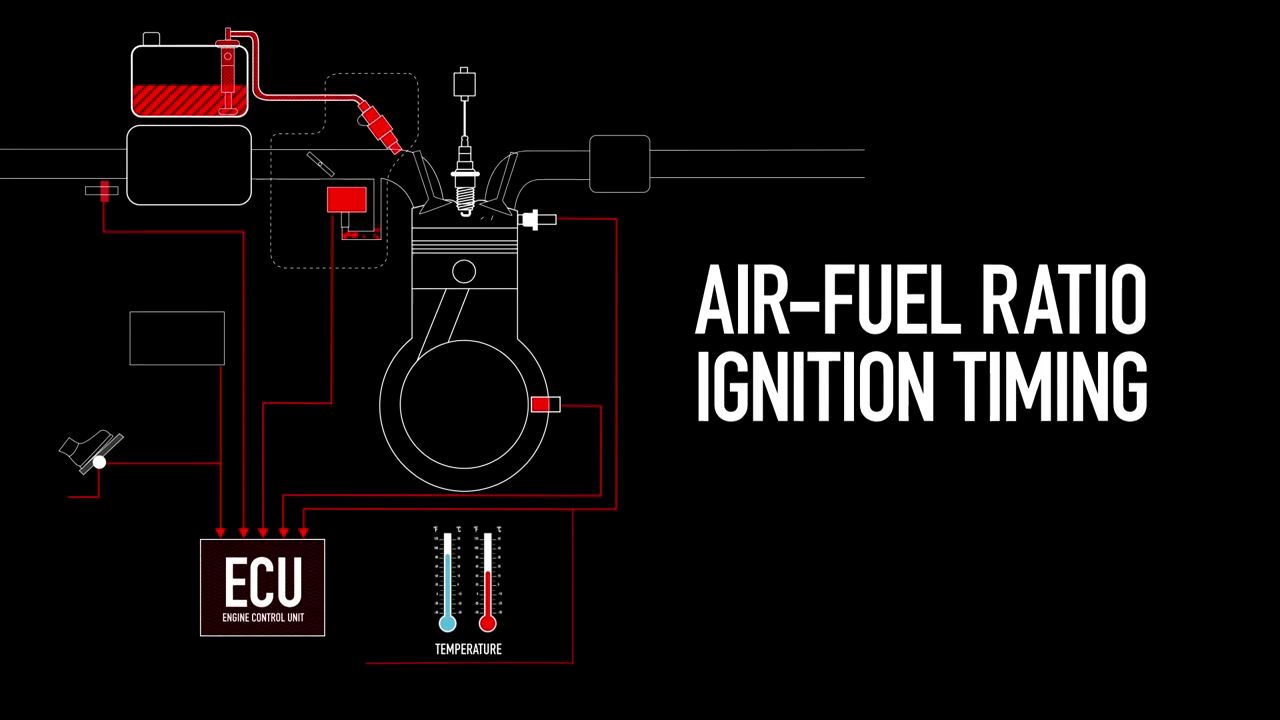 AIR-FUEL RATIO
IGNITION TIMING
ECU
ENGINE CONTROL UNIT
°F °C °F °C
TEMPERATURE